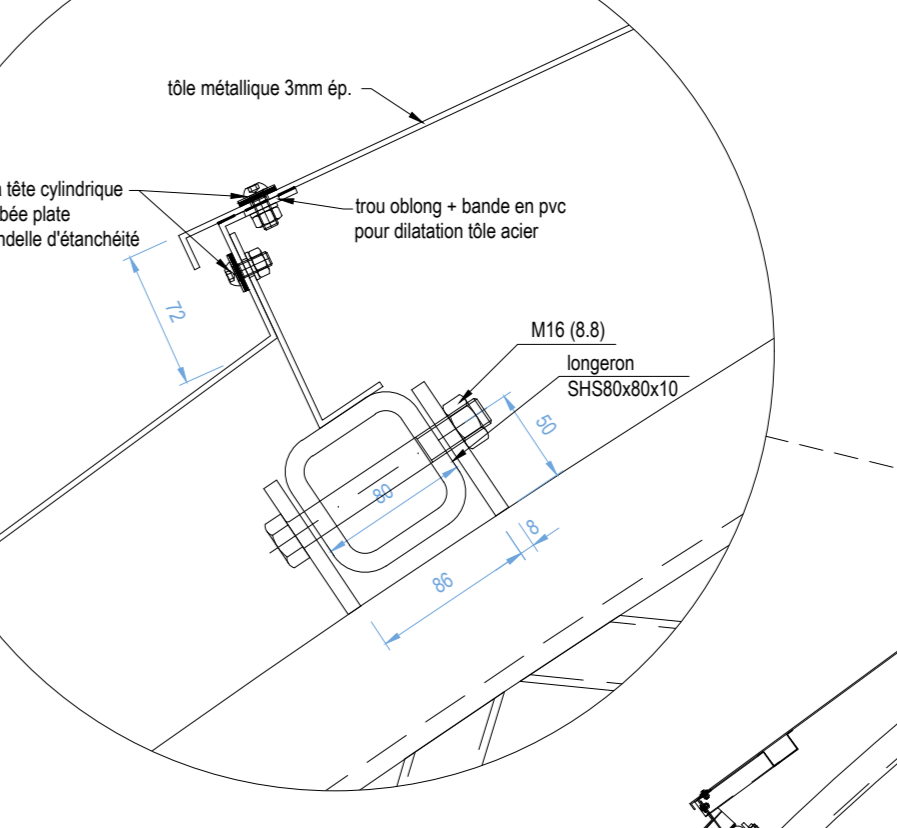 tôle métallique 3mm ép.
à tête cylindrique
bée plate
ndelle d'étanchéité
trou oblong + bande en pvc
pour dilatation tôle acier
72
M16 (8.8)
longeron
SHS80x80x10
50
80
8
86